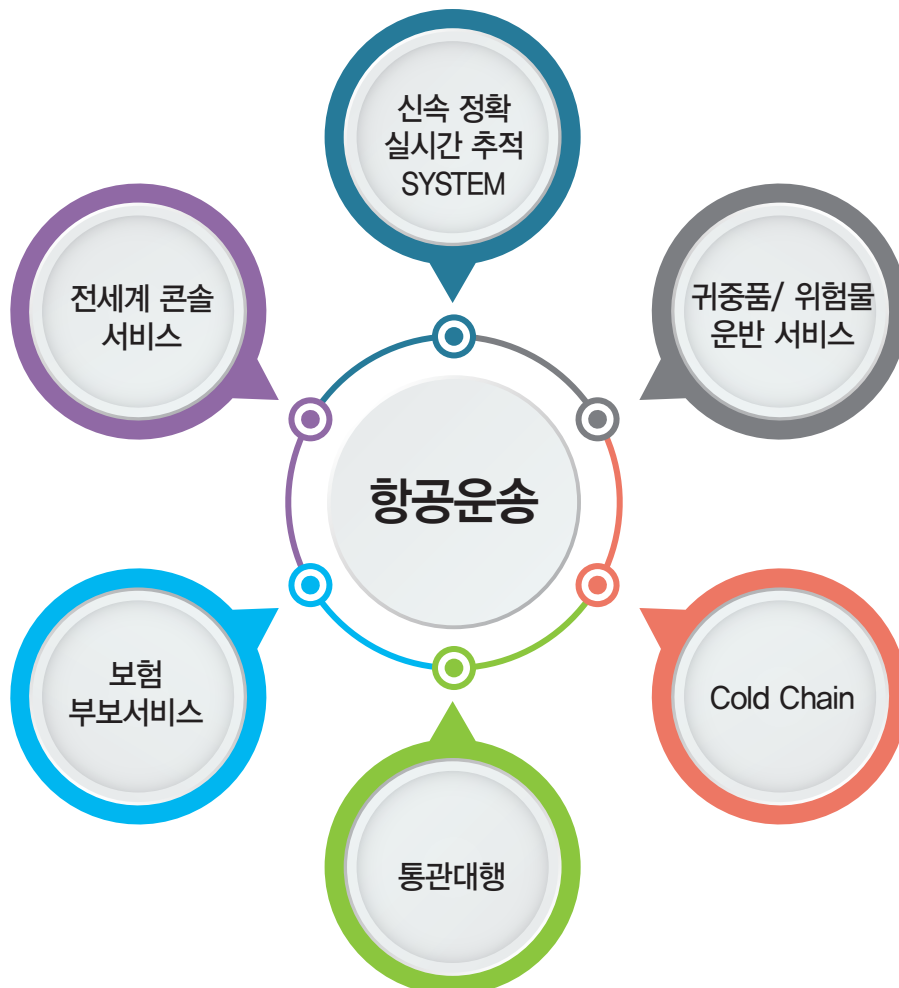 신속 정확
실시간 추적
SYSTEM
전세계 콘솔
서비스
귀중품/ 위험물
운반 서비스
항공운송
보험
부보서비스
Cold Chain
통관대행